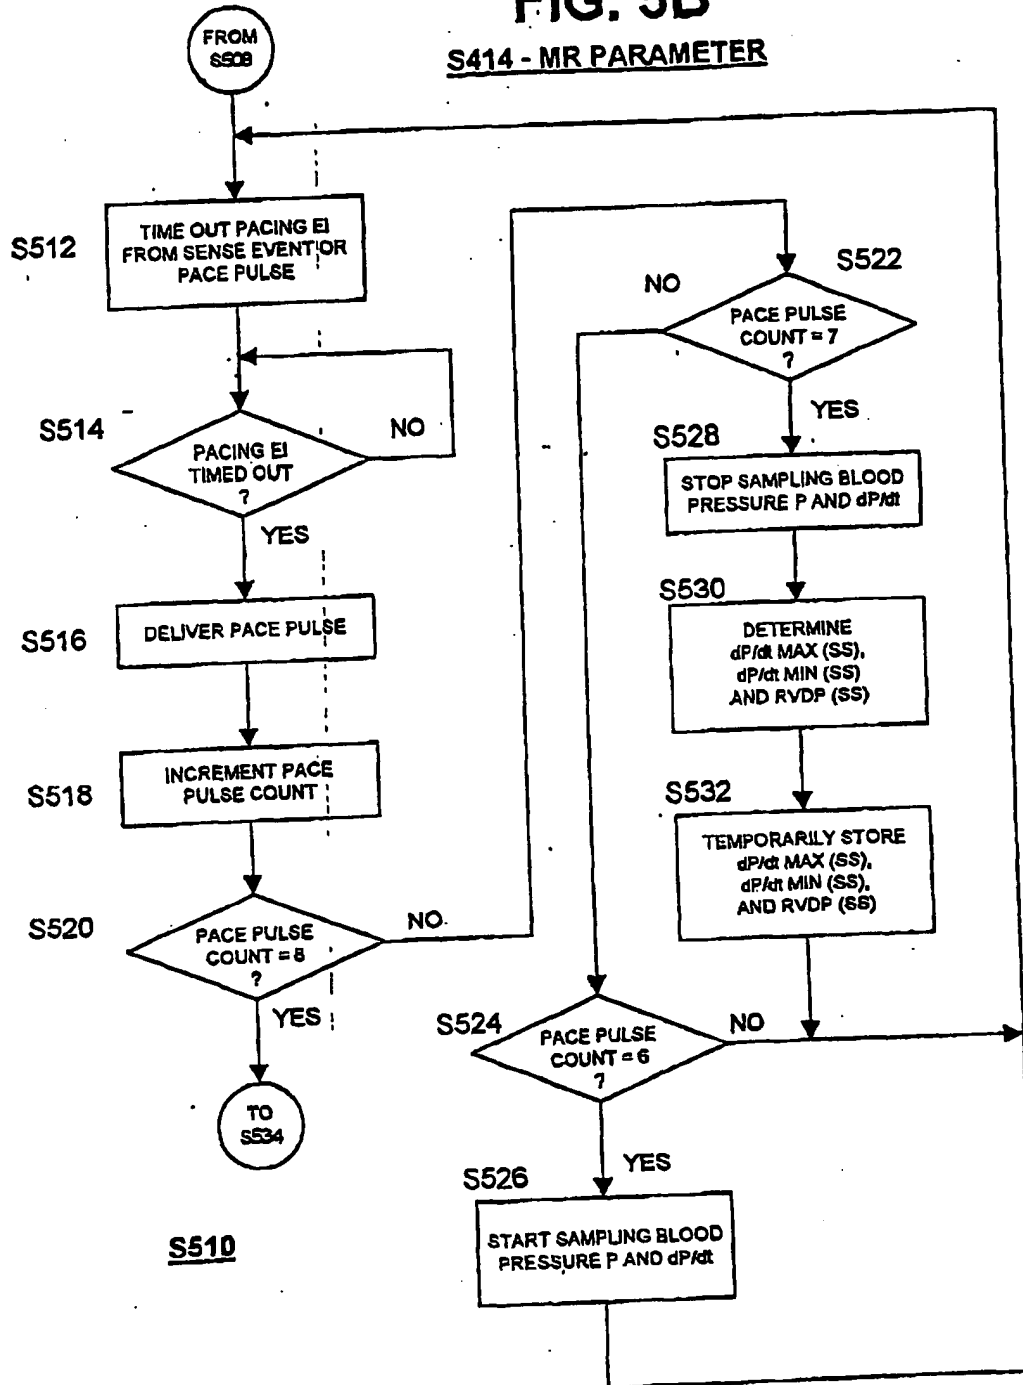 FIG. 5B
S414 - MR PARAMETER
FROM
S508
S512
TIME OUT PACING EI
FROM SENSE EVENT OR
PACE PULSE
S514
PACING EI
TIMED OUT
?
NO
YES
S516
DELIVER PACE PULSE
S518
INCREMENT PACE
PULSE COUNT
S520
PACE PULSE
COUNT = 8
?
NO
YES
TO
S534
S510
S522
PACE PULSE
COUNT = 7
?
NO
YES
S528
STOP SAMPLING BLOOD
PRESSURE P AND dP/dt
S530
DETERMINE
dP/dt MAX (SS),
dP/dt MIN (SS)
AND RVDP (SS)
S532
TEMPORARILY STORE
dP/dt MAX (SS),
dP/dt MIN (SS),
AND RVDP (SS)
S524
PACE PULSE
COUNT = 6
?
NO
YES
S526
START SAMPLING BLOOD
PRESSURE P AND dP/dt